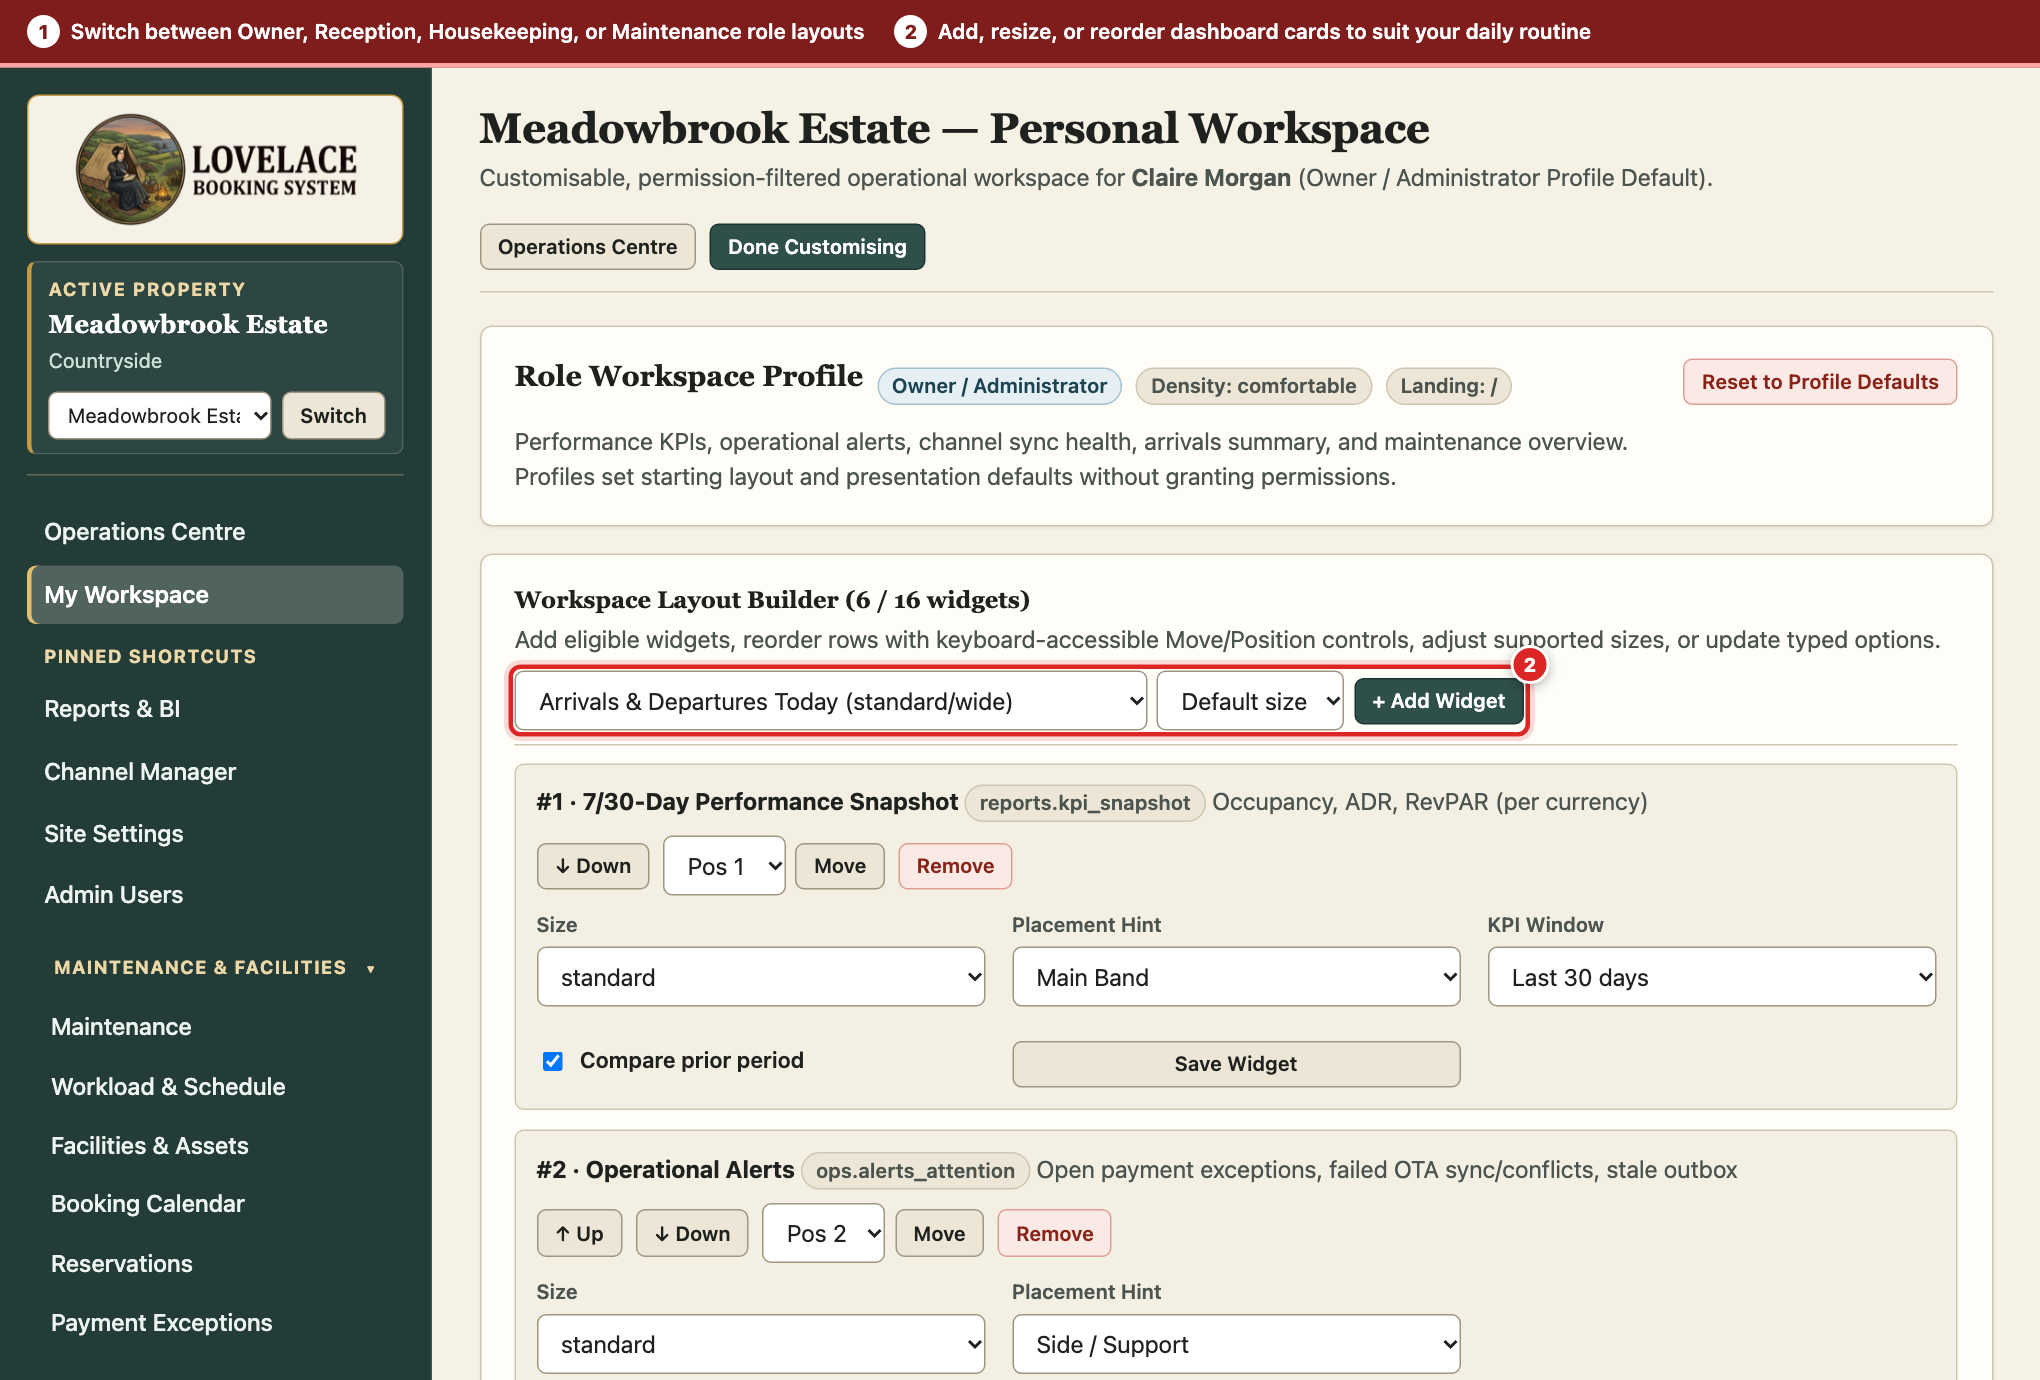 1 Switch between Owner, Reception, Housekeeping, or Maintenance role layouts 2 Add, resize, or reorder dashboard cards to suit your daily routine
LOVELACE
BOOKING SYSTEM
ACTIVE PROPERTY
Meadowbrook Estate
Countryside
Meadowbrook Esta Switch
Operations Centre
My Workspace
PINNED SHORTCUTS
Reports & BI
Channel Manager
Site Settings
Admin Users
MAINTENANCE & FACILITIES ▾
Maintenance
Workload & Schedule
Facilities & Assets
Booking Calendar
Reservations
Payment Exceptions
Meadowbrook Estate — Personal Workspace
Customisable, permission-filtered operational workspace for Claire Morgan (Owner / Administrator Profile Default).
Operations Centre Done Customising
Role Workspace Profile Owner / Administrator Density: comfortable Landing: / Reset to Profile Defaults
Performance KPIs, operational alerts, channel sync health, arrivals summary, and maintenance overview.
Profiles set starting layout and presentation defaults without granting permissions.
Workspace Layout Builder (6 / 16 widgets)
Add eligible widgets, reorder rows with keyboard-accessible Move/Position controls, adjust supported sizes, or update typed options.
2
Arrivals & Departures Today (standard/wide) Default size + Add Widget
#1 · 7/30-Day Performance Snapshot reports.kpi_snapshot Occupancy, ADR, RevPAR (per currency)
↓ Down Pos 1 Move Remove
Size Placement Hint KPI Window
standard Main Band Last 30 days
Compare prior period Save Widget
#2 · Operational Alerts ops.alerts_attention Open payment exceptions, failed OTA sync/conflicts, stale outbox
↑ Up ↓ Down Pos 2 Move Remove
Size Placement Hint
standard Side / Support